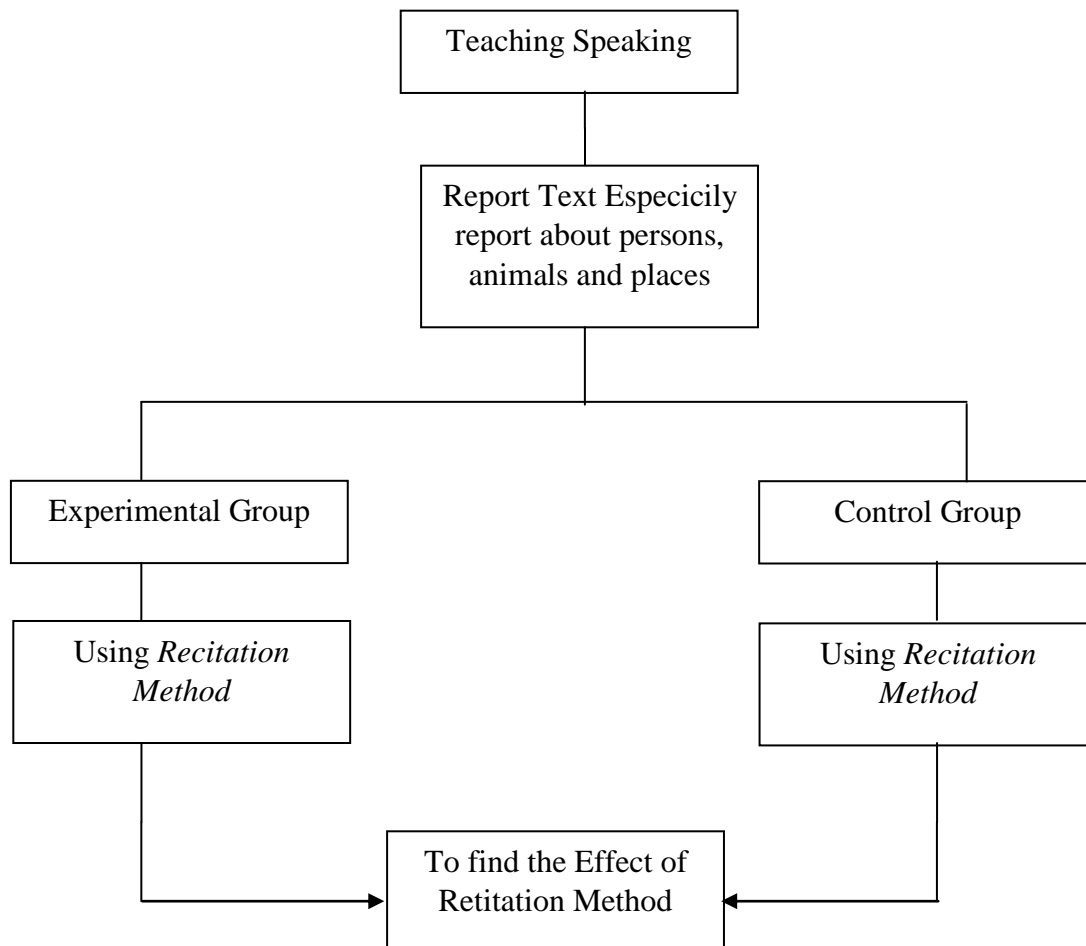 Teaching Speaking
Report Text Especicily
report about persons,
animals and places
Experimental Group
Control Group
Using Recitation
Method
Using Recitation
Method
To find the Effect of
Retitation Method